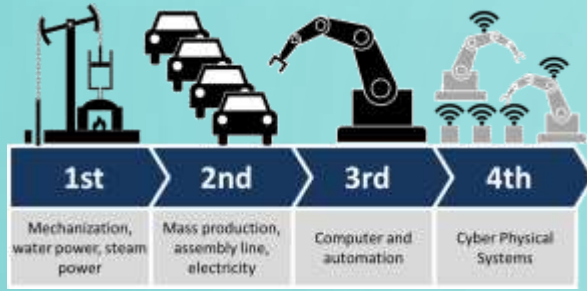 1st
2nd
3rd
4th
Mechanization,
water power, steam
power
Mass production,
assembly line,
electricity
Computer and
automation
Cyber Physical
Systems